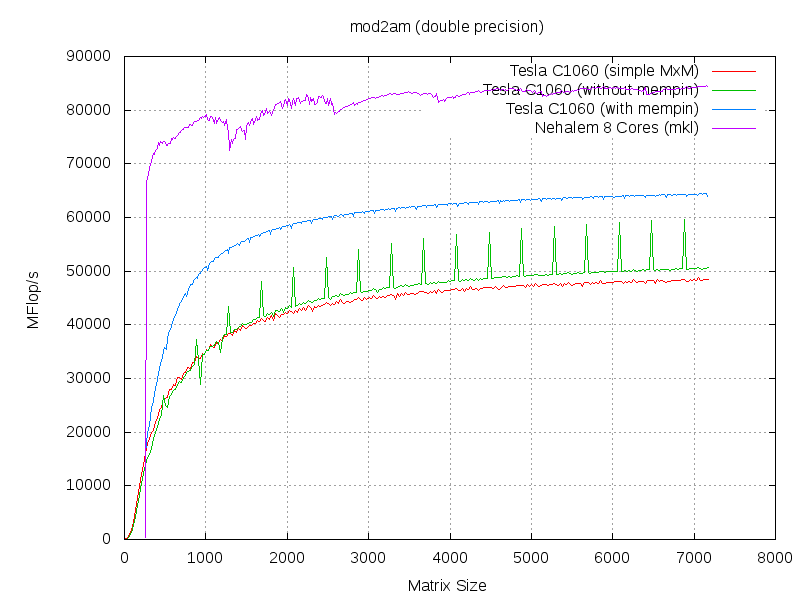 mod2am (double precision)
90000
80000
70000
60000
50000
40000
30000
20000
10000
0
MFlop/s
Tesla C1060 (simple MxM)
Tesla C1060 (without mempin)
Tesla C1060 (with mempin)
Nehalem 8 Cores (mkl)
0 1000 2000 3000 4000 5000 6000 7000 8000
Matrix Size